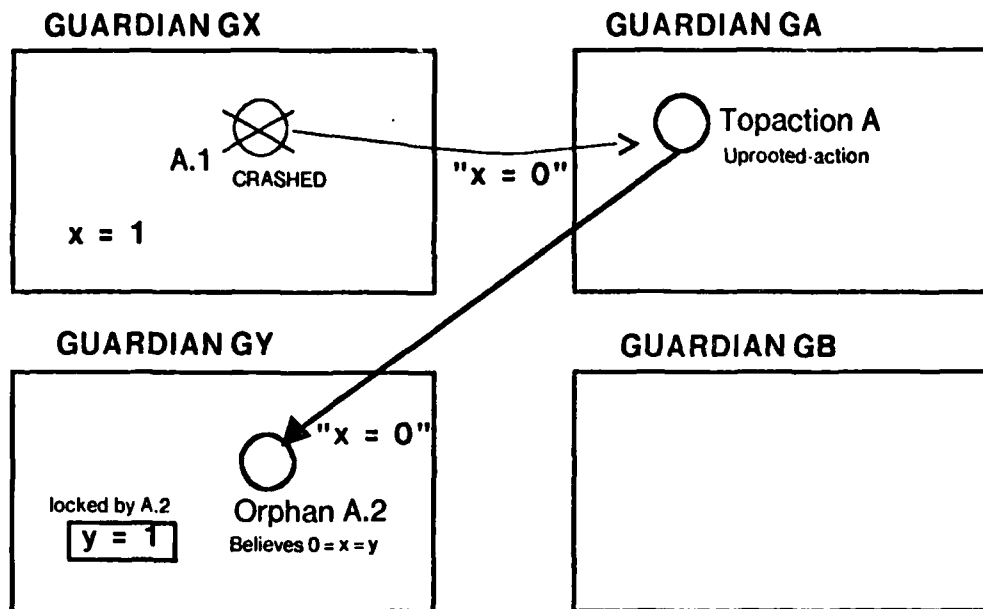 GUARDIAN GX
GUARDIAN GA
A.1
CRASHED
x = 1
"x = 0"
Topaction A
Uprooted-action
GUARDIAN GY
GUARDIAN GB
"x = 0"
locked by A.2
y = 1
Orphan A.2
Believes 0 = x = y